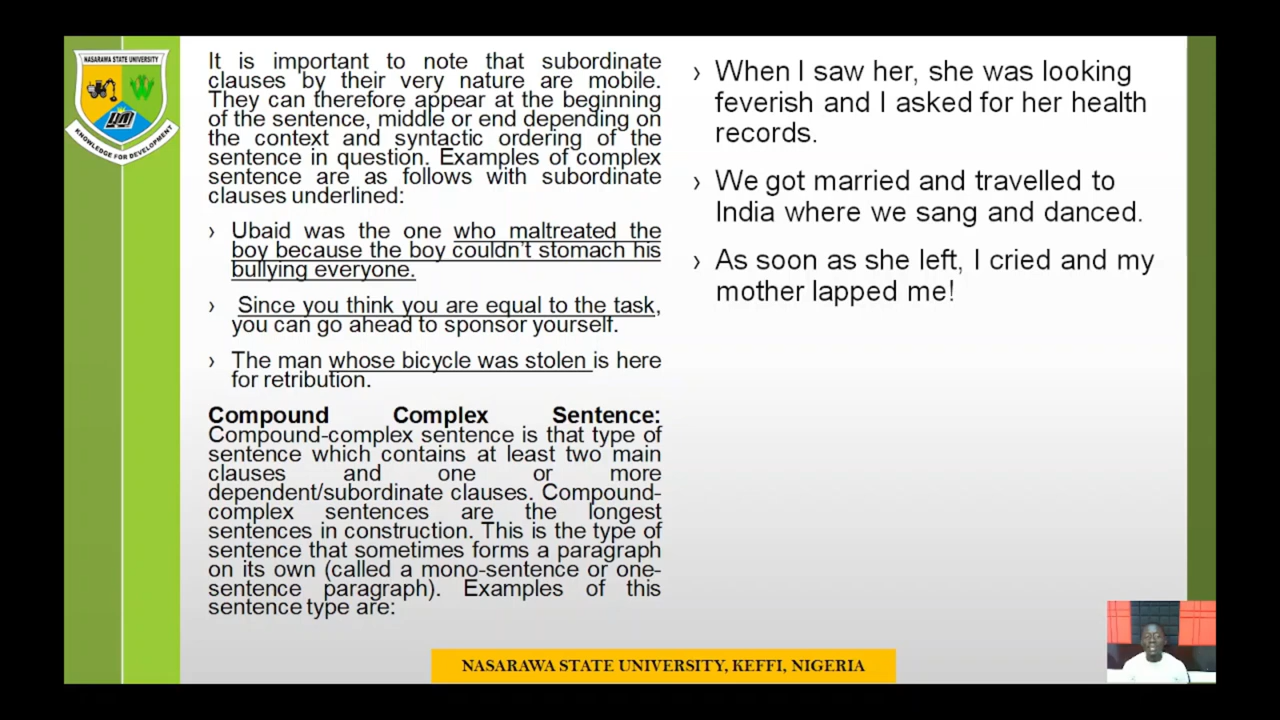 NASARAWA STATE UNIVERSITY
KNOWLEDGE FOR DEVELOPMENT
It is important to note that subordinate
clauses by their very nature are mobile.
They can therefore appear at the beginning
of the sentence, middle or end depending on
the context and syntactic ordering of the
sentence in question. Examples of complex
sentence are as follows with subordinate
clauses underlined:
› Ubaid was the one who maltreated the
boy because the boy couldn't stomach his
bullying everyone.
› Since you think you are equal to the task,
you can go ahead to sponsor yourself.
› The man whose bicycle was stolen is here
for retribution.
Compound Complex Sentence:
Compound-complex sentence is that type of
sentence which contains at least two main
clauses and one or more
dependent/subordinate clauses. Compound-
complex sentences are the longest
sentences in construction. This is the type of
sentence that sometimes forms a paragraph
on its own (called a mono-sentence or one-
sentence paragraph). Examples of this
sentence type are:
› When I saw her, she was looking
feverish and I asked for her health
records.
› We got married and travelled to
India where we sang and danced.
› As soon as she left, I cried and my
mother lapped me!
NASARAWA STATE UNIVERSITY, KEFFI, NIGERIA